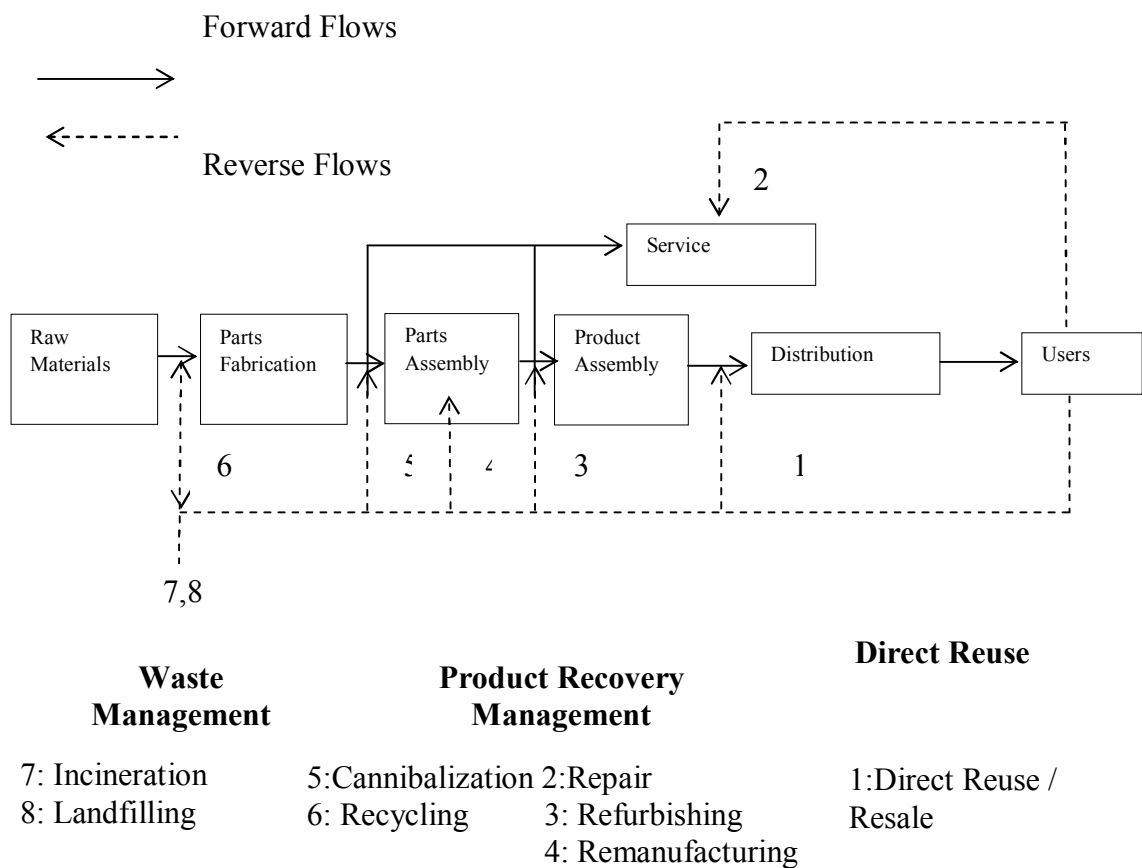 Forward Flows
Reverse Flows
2
Service
Raw
Materials
Parts
Fabrication
Parts
Assembly
Product
Assembly
Distribution
Users
6
5
4
3
1
7,8
Waste
Management
Product Recovery
Management
Direct Reuse
7: Incineration
8: Landfilling
5:Cannibalization
6: Recycling
2:Repair
3: Refurbishing
4: Remanufacturing
1:Direct Reuse /
Resale